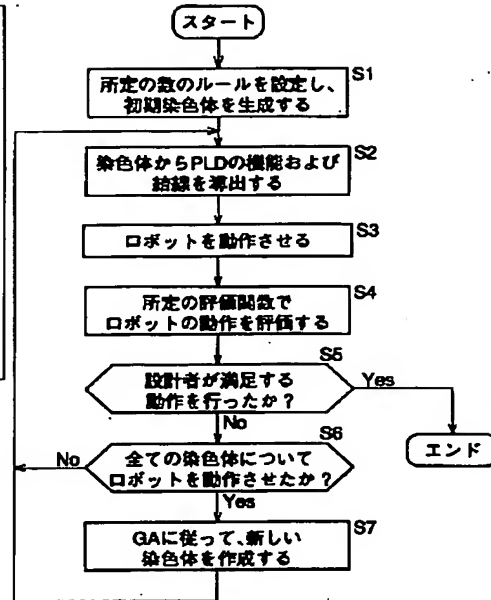 スタート
S1
所定の数のルールを設定し、
初期染色体を生成する
S2
染色体からPLDの機能および
結線を導出する
S3
ロボットを動作させる
S4
所定の評価関数で
ロボットの動作を評価する
S5
設計者が満足する
動作を行ったか?
Yes
No
エンド
S6
全ての染色体について
ロボットを動作させたか?
No
Yes
S7
GAに従って、新しい
染色体を作成する